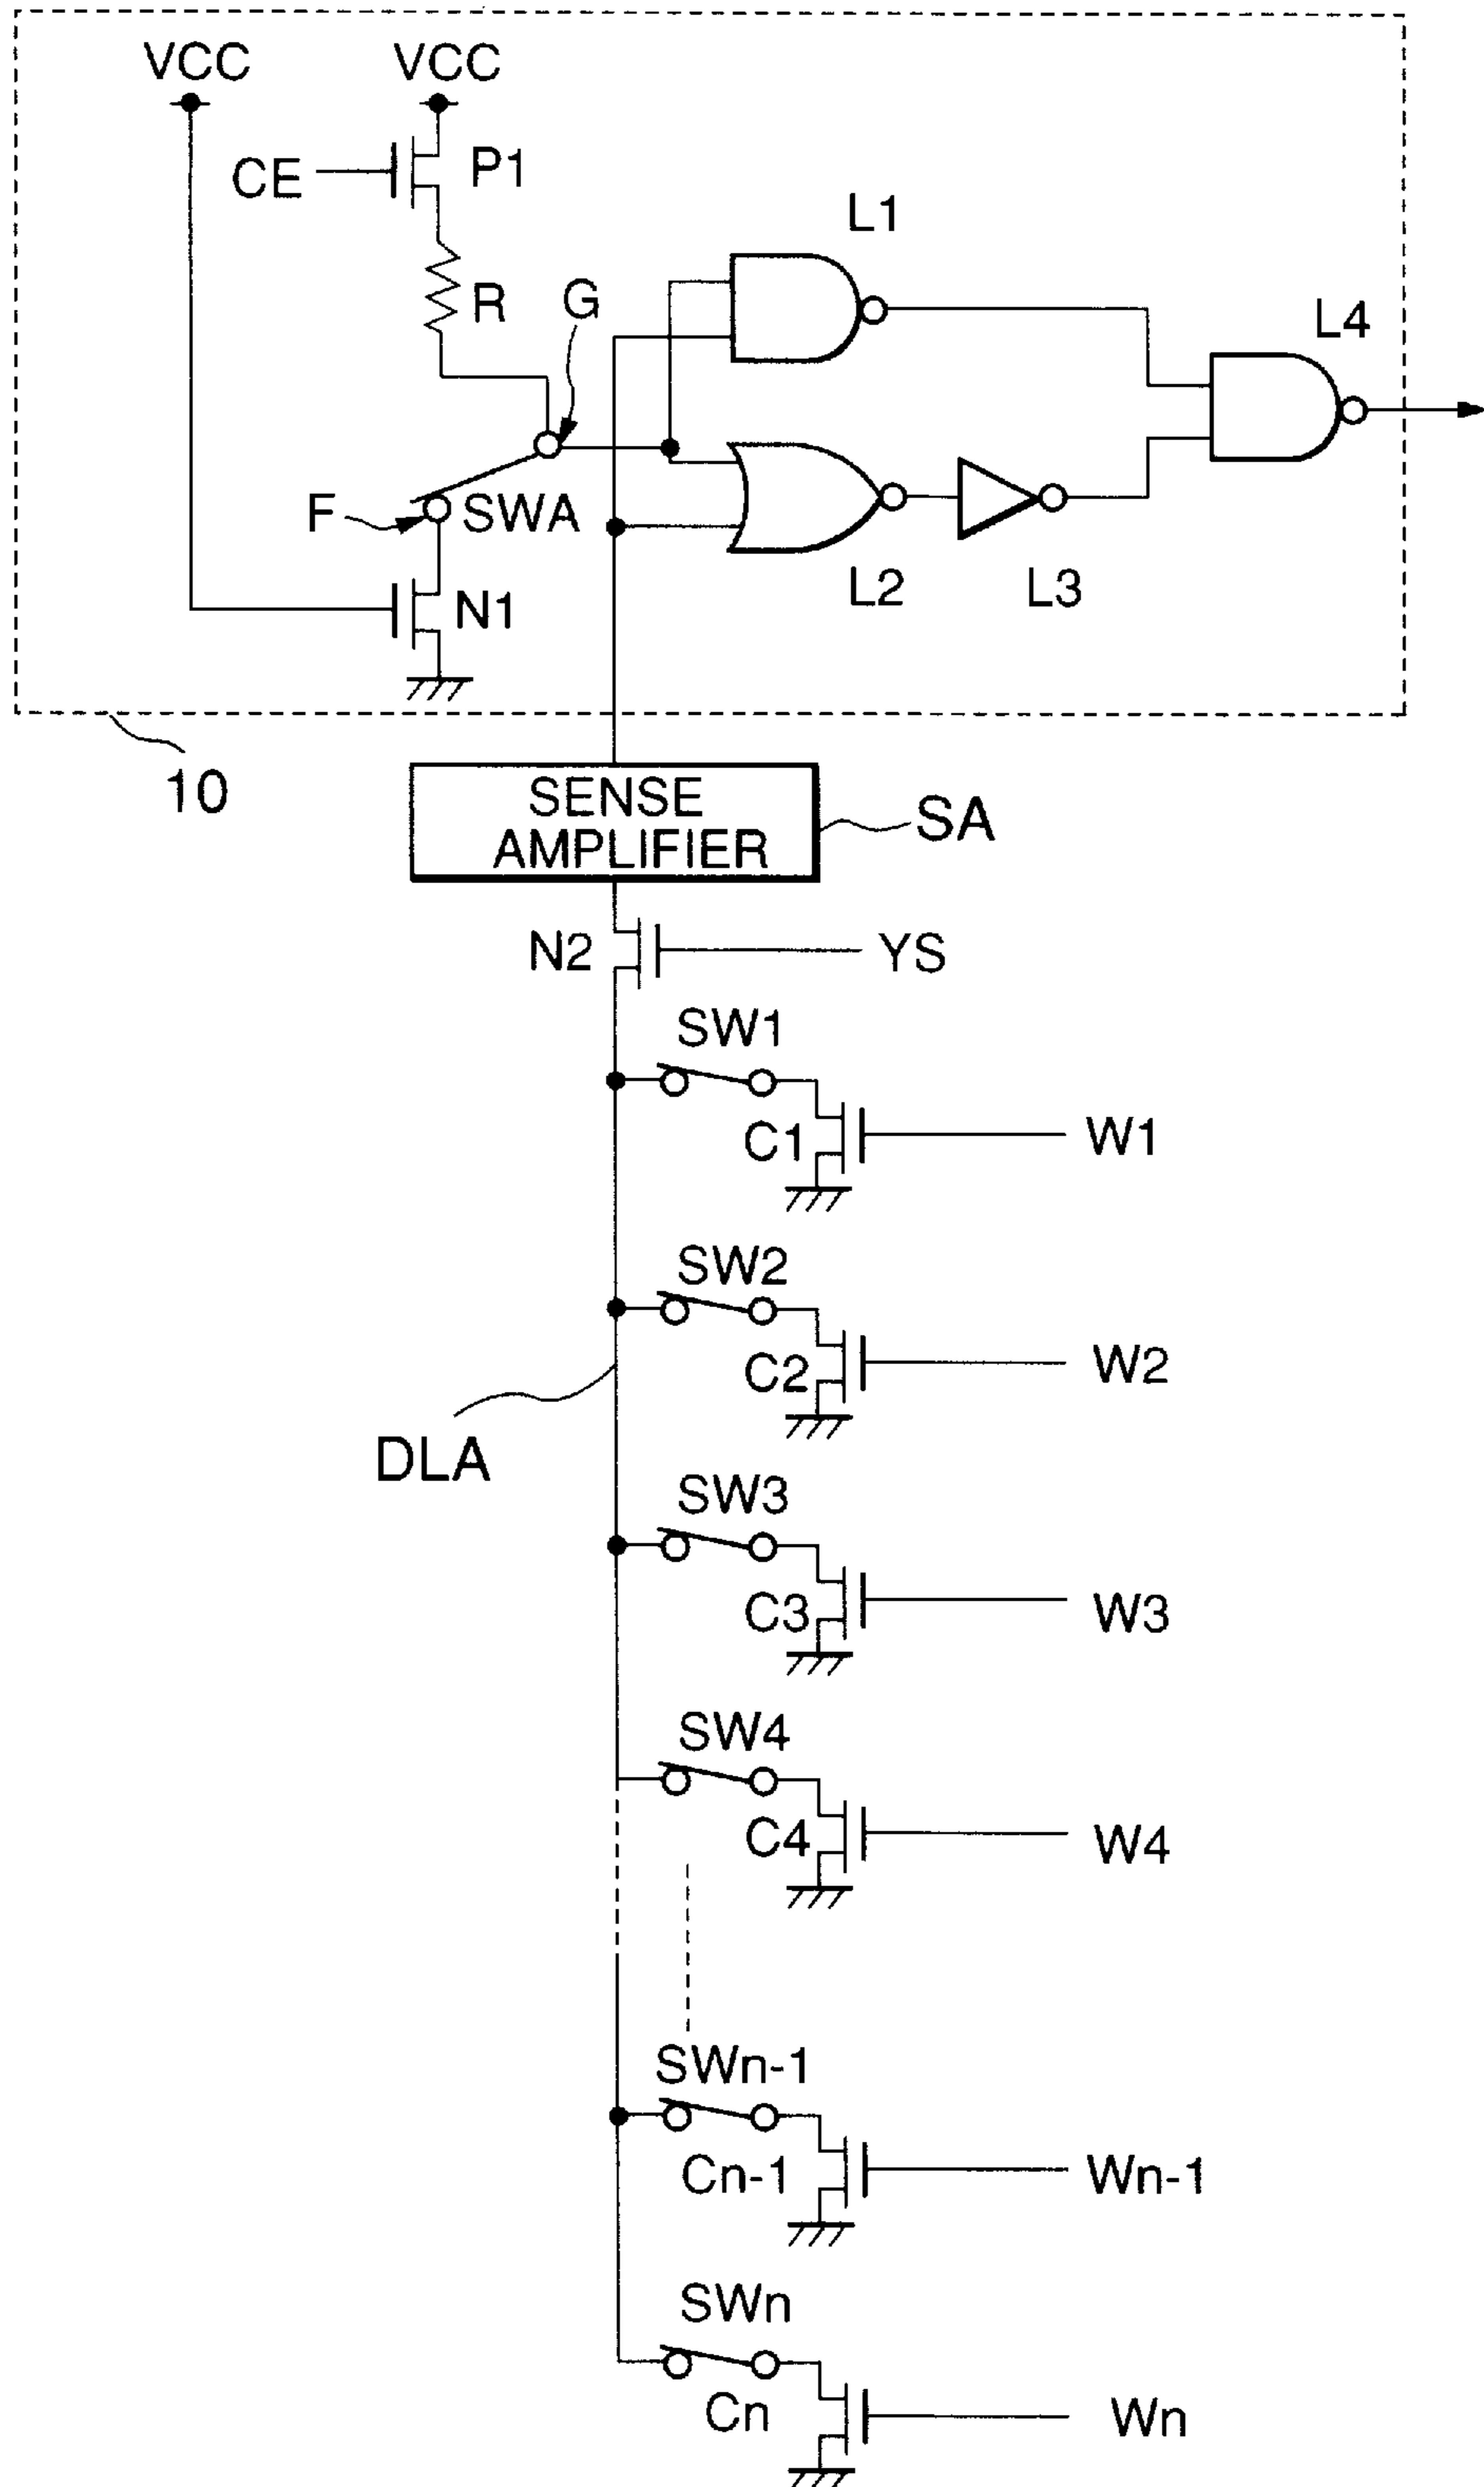 VCC
VCC
CE
P1
L1
R
G
L4
F
SWA
N1
L2
L3
10
SENSE
AMPLIFIER
SA
N2
YS
SW1
C1
W1
SW2
C2
W2
DLA
SW3
C3
W3
SW4
C4
W4
SWn-1
Cn-1
Wn-1
SWn
Cn
Wn